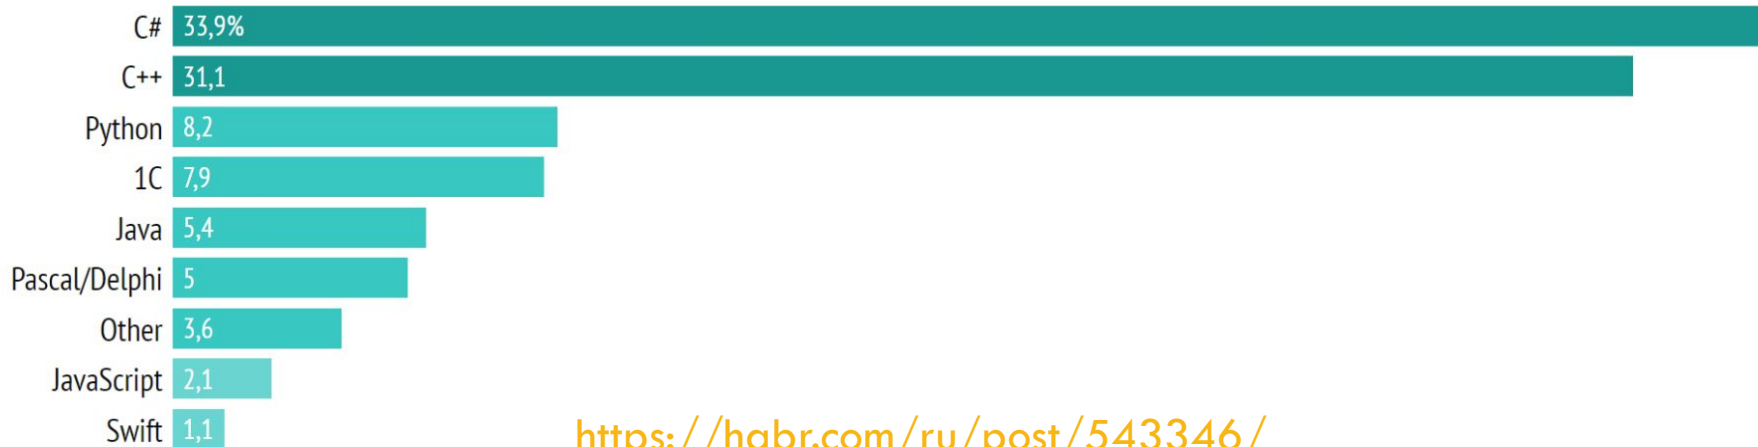 C# 33,9%
C++ 31,1
Python 8,2
1C 7,9
Java 5,4
Pascal/Delphi 5
Other 3,6
JavaScript 2,1
Swift 1,1
https://habr.com/ru/post/543346/